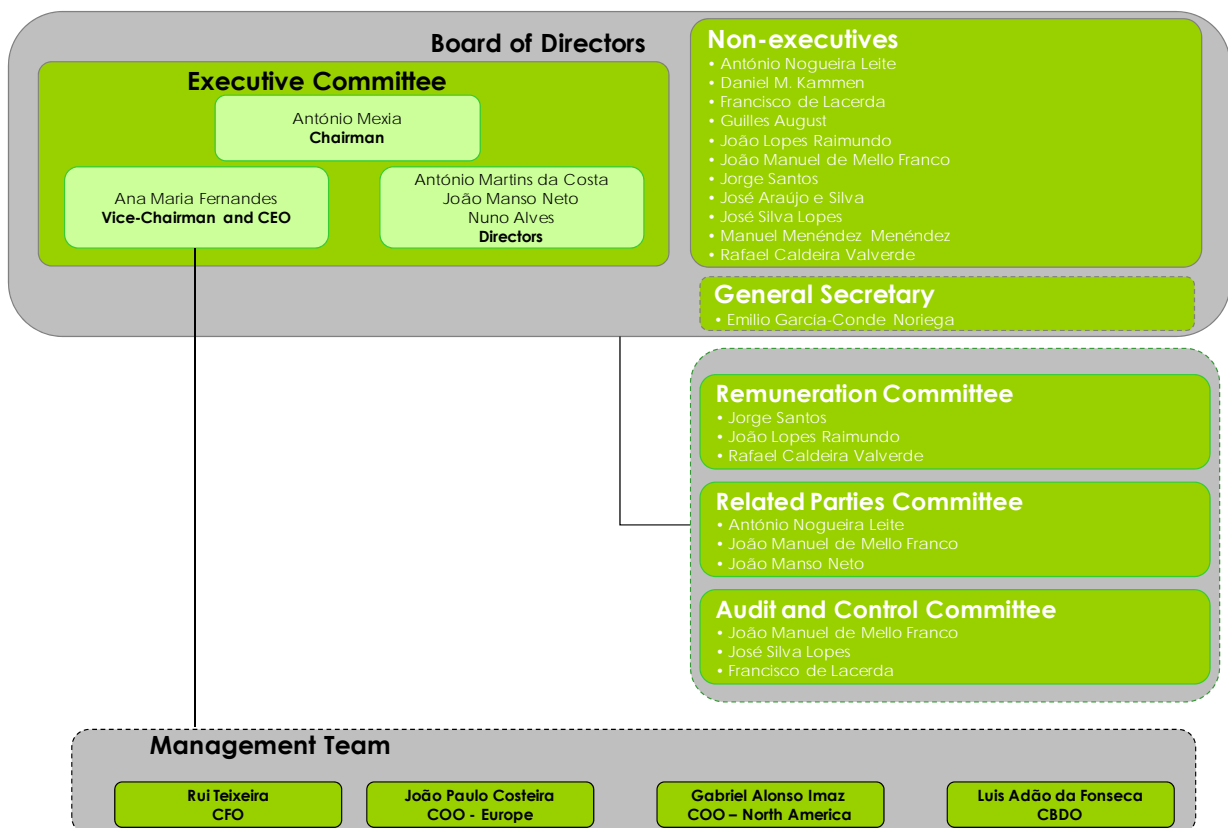 Board of Directors
Executive Committee
António Mexia
Chairman
Ana Maria Fernandes
Vice-Chairman and CEO
António Martins da Costa
João Manso Neto
Nuno Alves
Directors
Non-executives
• António Nogueira Leite
• Daniel M. Kammen
• Francisco de Lacerda
• Guilles August
• João Lopes Raimundo
• João Manuel de Mello Franco
• Jorge Santos
• José Araújo e Silva
• José Silva Lopes
• Manuel Menéndez Menéndez
• Rafael Caldeira Valverde
General Secretary
• Emilio García-Conde Noriega
Remuneration Committee
• Jorge Santos
• João Lopes Raimundo
• Rafael Caldeira Valverde
Related Parties Committee
• António Nogueira Leite
• João Manuel de Mello Franco
• João Manso Neto
Audit and Control Committee
• João Manuel de Mello Franco
• José Silva Lopes
• Francisco de Lacerda
Management Team
Rui Teixeira
CFO
João Paulo Costeira
COO - Europe
Gabriel Alonso Imaz
COO – North America
Luis Adão da Fonseca
CBDO